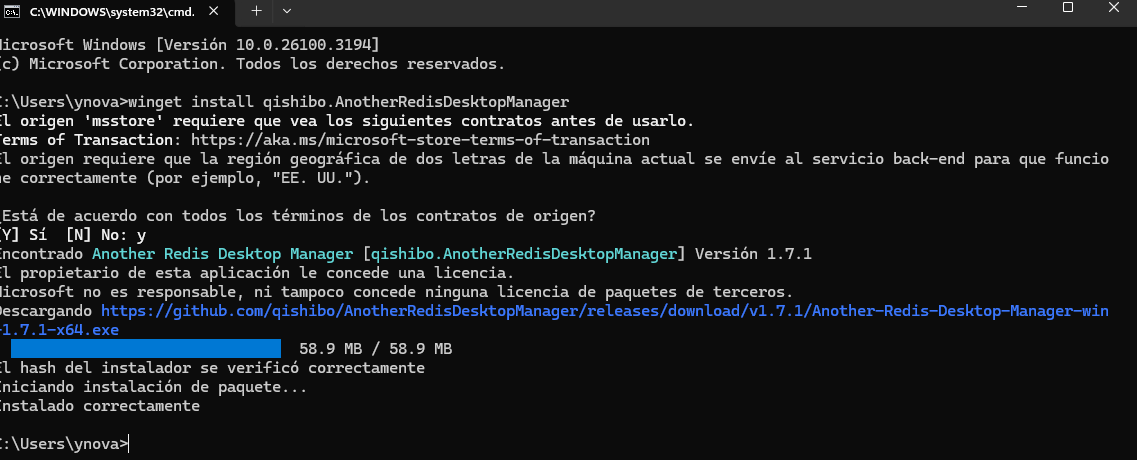 C:\WINDOWS\system32\cmd.
Microsoft Windows [Versión 10.0.26100.3194]
(c) Microsoft Corporation. Todos los derechos reservados.
C:\Users\ynova>winget install qishibo.AnotherRedisDesktopManager
El origen 'msstore' requiere que vea los siguientes contratos antes de usarlo.
Terms of Transaction: https://aka.ms/microsoft-store-terms-of-transaction
El origen requiere que la región geográfica de dos letras de la máquina actual se envíe al servicio back-end para que funcio
ne correctamente (por ejemplo, "EE. UU.").
¿Está de acuerdo con todos los términos de los contratos de origen?
[Y] Sí  [N] No: y
Encontrado Another Redis Desktop Manager [qishibo.AnotherRedisDesktopManager] Versión 1.7.1
El propietario de esta aplicación le concede una licencia.
Microsoft no es responsable, ni tampoco concede ninguna licencia de paquetes de terceros.
Descargando https://github.com/qishibo/AnotherRedisDesktopManager/releases/download/v1.7.1/Another-Redis-Desktop-Manager-win
-1.7.1-x64.exe
58.9 MB / 58.9 MB
El hash del instalador se verificó correctamente
Iniciando instalación de paquete...
Instalado correctamente
C:\Users\ynova>